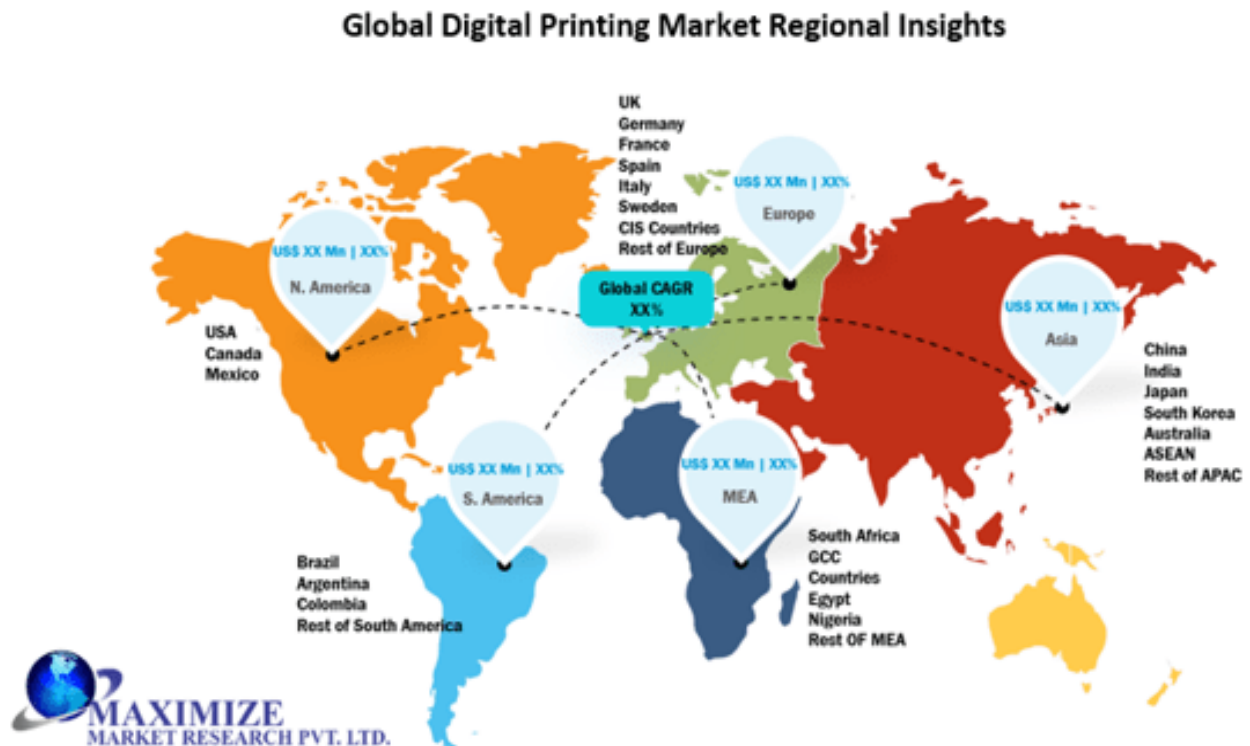 Global Digital Printing Market Regional Insights
UK
Germany
France
Spain
Italy
Sweden
CIS Countries
Rest of Europe
US$ XX Mn | XX%
Europe
US$ XX Mn | XX%
N. America
USA
Canada
Mexico
Global CAGR
XX%
US$ XX Mn | XX%
Asia
China
India
Japan
South Korea
Australia
ASEAN
Rest of APAC
US$ XX Mn | XX%
S. America
Brazil
Argentina
Colombia
Rest of South America
US$ XX Mn | XX%
MEA
South Africa
GCC
Countries
Egypt
Nigeria
Rest OF MEA
MAXIMIZE
MARKET RESEARCH PVT. LTD.